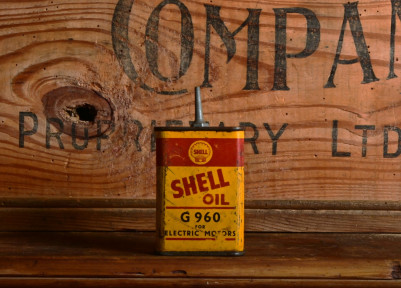 COMPAN
PROPRIETARY LTD
SHELL
SHELL
OIL
G 960
FOR
ELECTRIC MOTORS